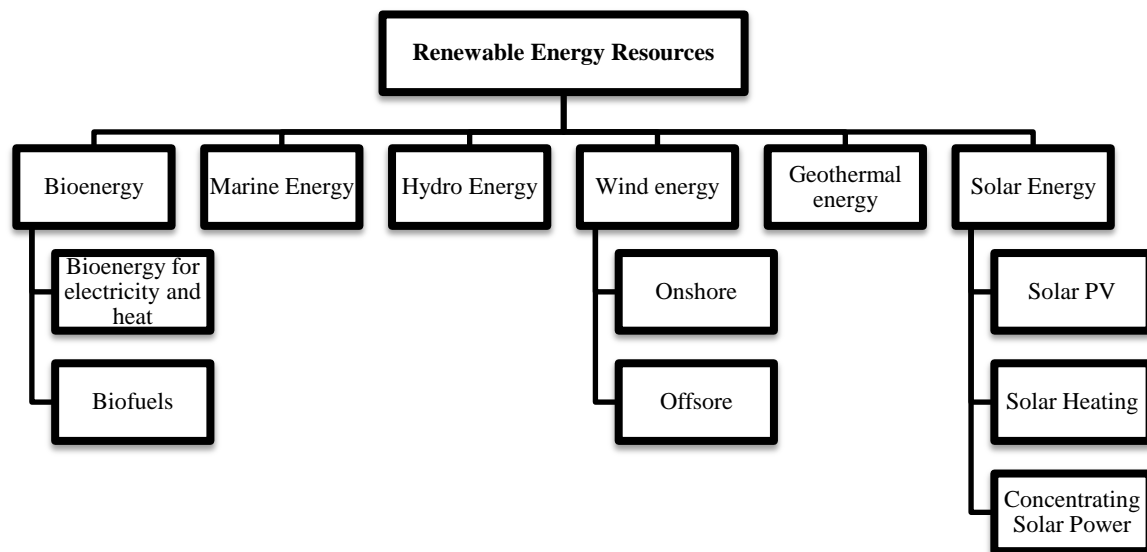 Renewable Energy Resources
Bioenergy
Marine Energy
Hydro Energy
Wind energy
Geothermal
energy
Solar Energy
Bioenergy for
electricity and
heat
Biofuels
Onshore
Offsore
Solar PV
Solar Heating
Concentrating
Solar Power